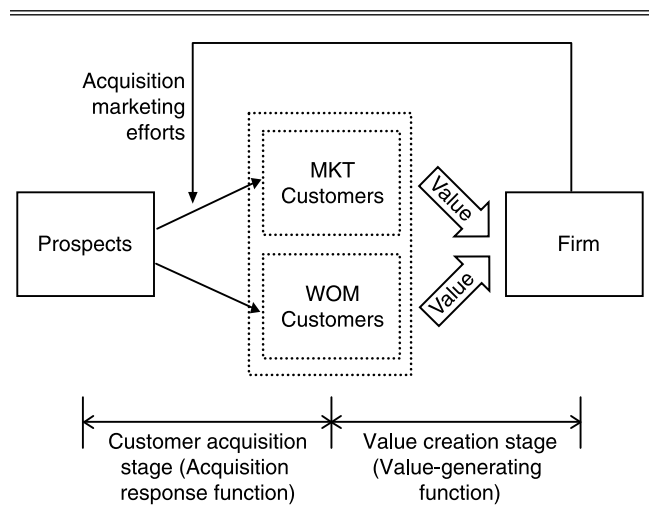 Acquisition
marketing
efforts
MKT
Customers
Value
Prospects
Firm
WOM
Customers
Value
Customer acquisition
stage (Acquisition
response function)
Value creation stage
(Value-generating
function)